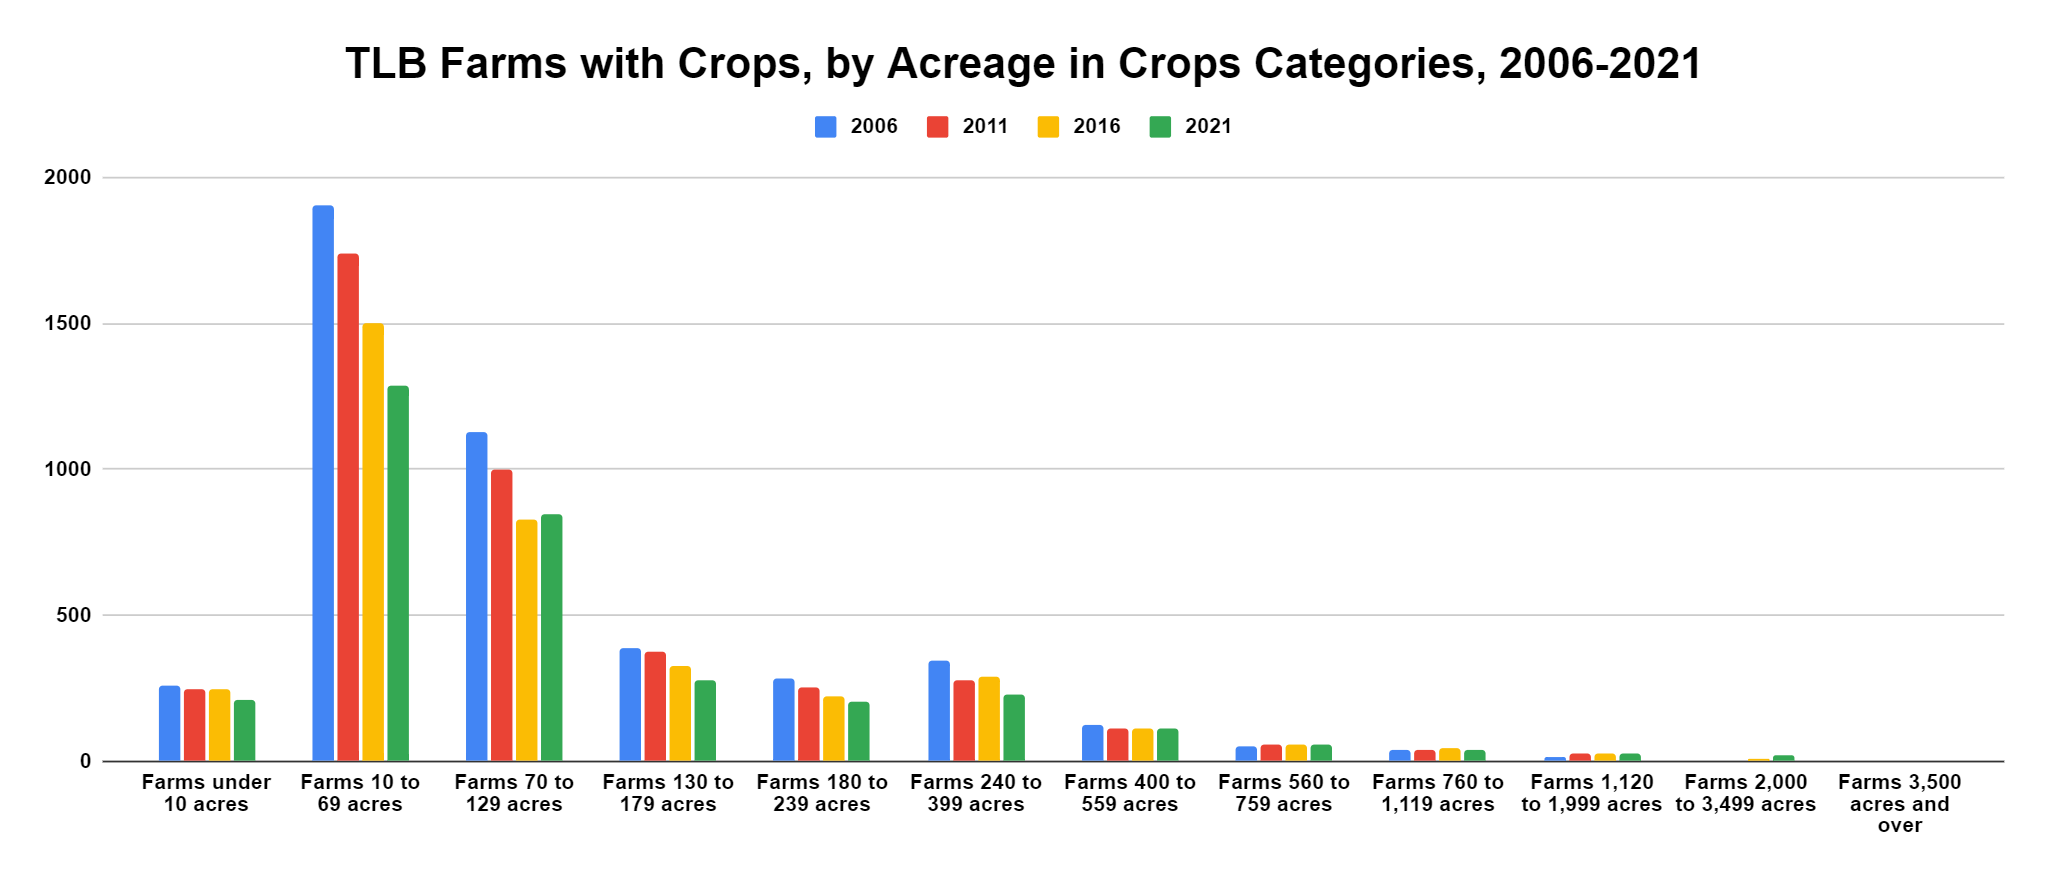 TLB Farms with Crops, by Acreage in Crops Categories, 2006-2021
2006 2011 2016 2021
2000
1500
1000
500
0
Farms under
10 acres
Farms 10 to
69 acres
Farms 70 to
129 acres
Farms 130 to
179 acres
Farms 180 to
239 acres
Farms 240 to
399 acres
Farms 400 to
559 acres
Farms 560 to
759 acres
Farms 760 to
1,119 acres
Farms 1,120
to 1,999 acres
Farms 2,000
to 3,499 acres
Farms 3,500
acres and
over